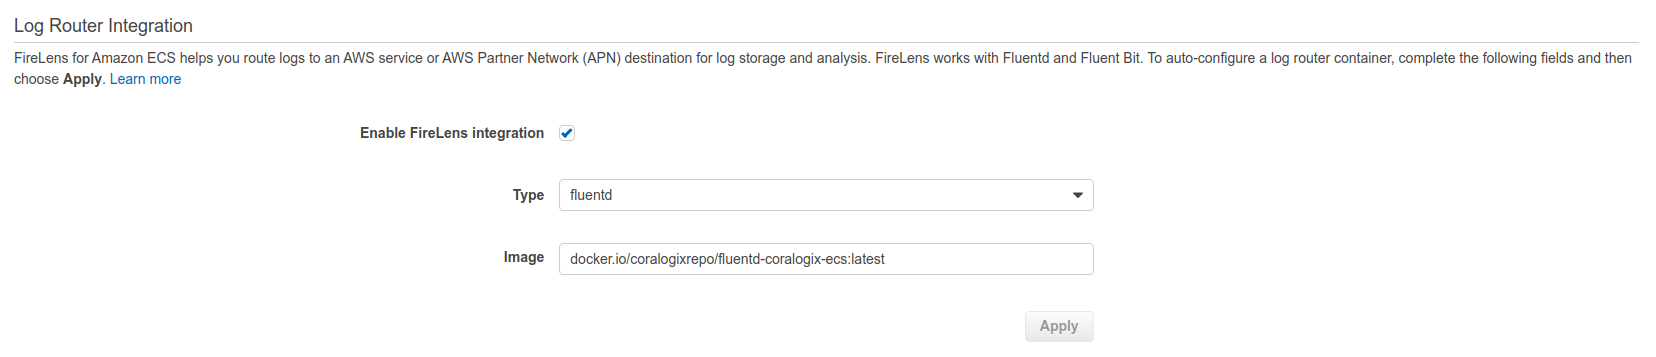 Log Router Integration
FireLens for Amazon ECS helps you route logs to an AWS service or AWS Partner Network (APN) destination for log storage and analysis. FireLens works with Fluentd and Fluent Bit. To auto-configure a log router container, complete the following fields and then
choose Apply. Learn more
Enable FireLens integration
Type fluentd
Image docker.io/coralogixrepo/fluentd-coralogix-ecs:latest
Apply